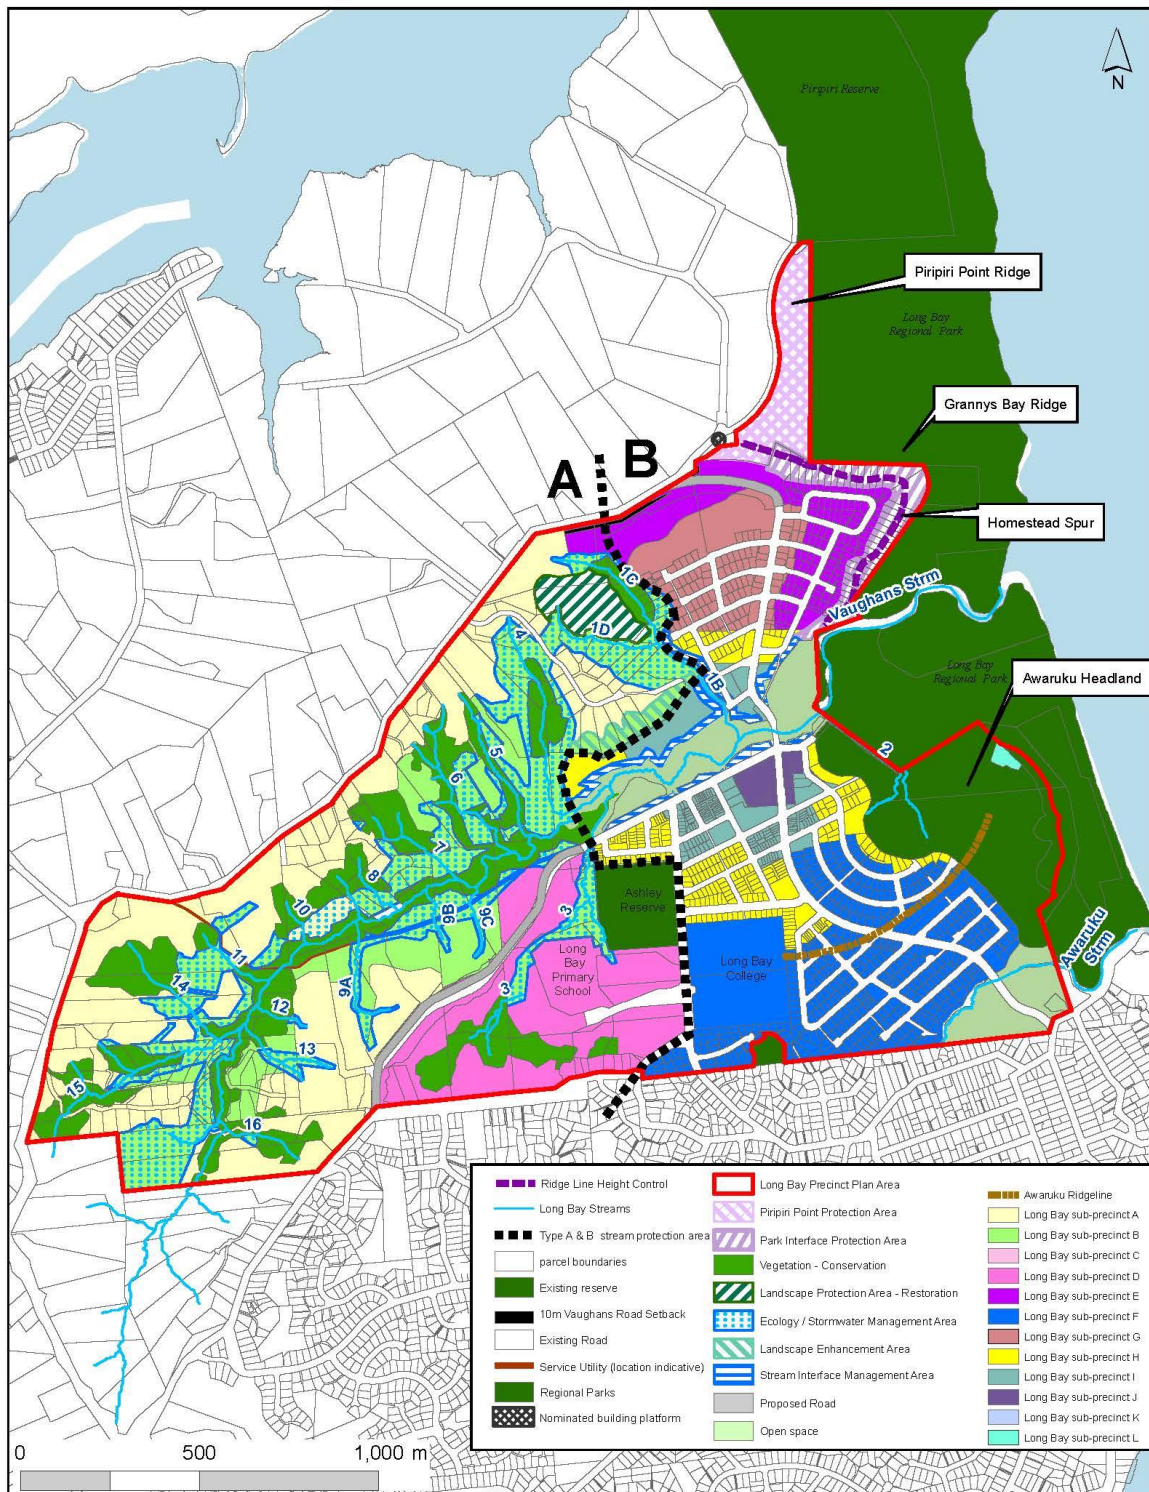 Piripiri Reserve
N
Piripiri Point Ridge
Long Bay
Regional Park
Grannys Bay Ridge
A
B
Homestead Spur
1C
Vaughans Strm
1D
4
1B
Long Bay
Regional Park
Awaruku Headland
2
5
6
7
8
Ashley
Reserve
10
9B
9C
3
Long
Bay
Primary
School
Long Bay
College
Awaruku
Strm
11
14
9A
12
3
13
15
16
Ridge Line Height Control
Long Bay Streams
Type A & B stream protection area
parcel boundaries
Existing reserve
10m Vaughans Road Setback
Existing Road
Service Utility (location indicative)
Regional Parks
Nominated building platform
Long Bay Precinct Plan Area
Piripiri Point Protection Area
Park Interface Protection Area
Vegetation - Conservation
Landscape Protection Area - Restoration
Ecology / Stormwater Management Area
Landscape Enhancement Area
Stream Interface Management Area
Proposed Road
Open space
Awaruku Ridgeline
Long Bay sub-precinct A
Long Bay sub-precinct B
Long Bay sub-precinct C
Long Bay sub-precinct D
Long Bay sub-precinct E
Long Bay sub-precinct F
Long Bay sub-precinct G
Long Bay sub-precinct H
Long Bay sub-precinct I
Long Bay sub-precinct J
Long Bay sub-precinct K
Long Bay sub-precinct L
0 500 1,000 m